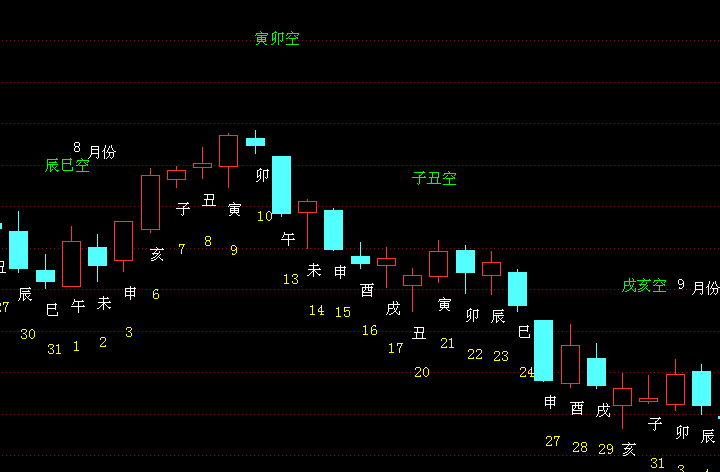 寅卯空
8 月份
辰巳空
子丑空
戌亥空 9 月份
辰 30
巳 31
午 1
未 2
申 3
亥 6
子 7
丑 8
寅 9
卯 10
午 13
未 14
申 15
酉 16
戌 17
丑 20
寅 21
卯 22
辰 23
巳 24
申 27
酉 28
戌 29
亥
子 31
卯 3
辰
丑 27